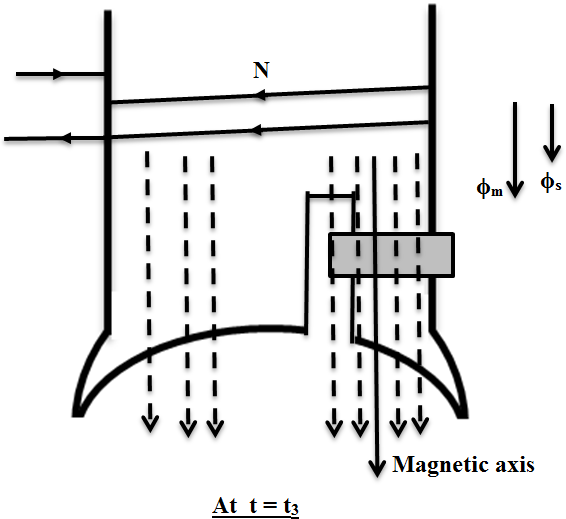 N
ϕm
ϕs
Magnetic axis
At t = t3